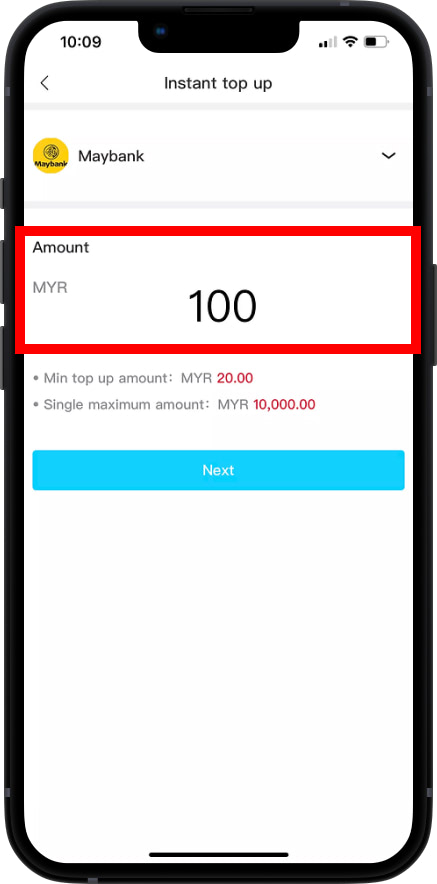 10:09
Instant top up
Maybank
Maybank
Amount
MYR
100
• Min top up amount： MYR 20.00
• Single maximum amount： MYR 10,000.00
Next